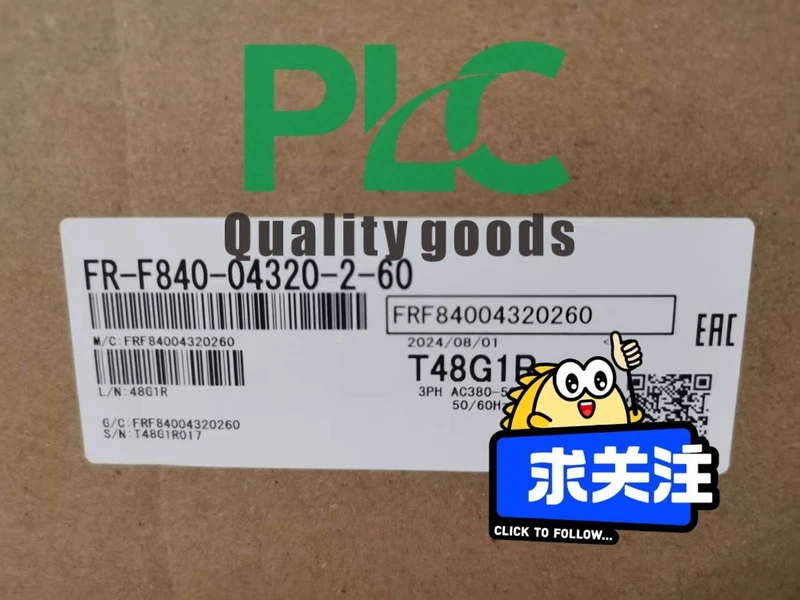 PLC
Quality goods
FR-F840-04320-2-60
FRF84004320260
M/C:FRF84004320260
2024/08/01
EAC
T48G1R
L/N:48G1R
3PH AC380-5
50/60Hz
G/C:FRF84004320260
S/N:T48G1R017
求关注
CLICK TO FOLLOW...